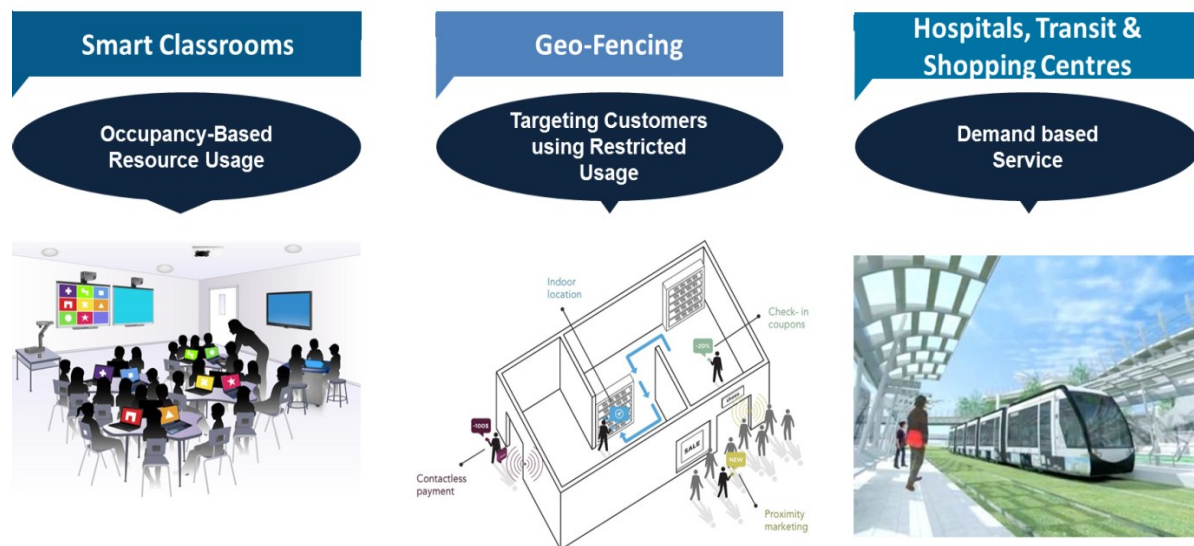 Smart Classrooms
Occupancy-Based
Resource Usage
Geo-Fencing
Targeting Customers
using Restricted
Usage
Hospitals, Transit &
Shopping Centres
Demand based
Service
Indoor
location
Check- in
coupons
-20%
-100$
Contactless
payment
SALE
NEW
Proximity
marketing